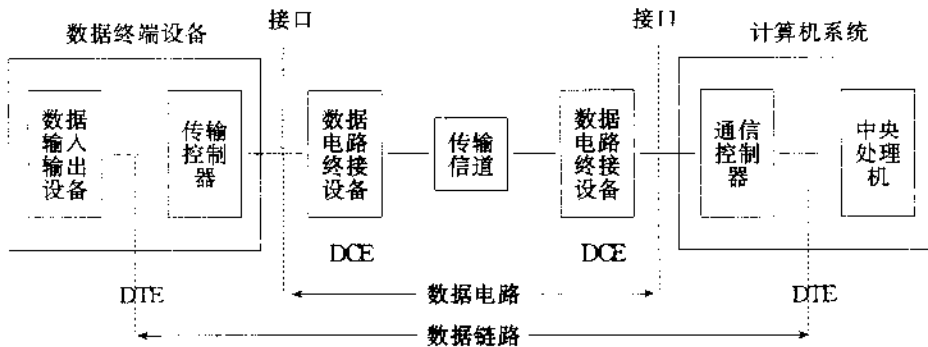 接口
接口
数据终端设备
计算机系统
数据
输入
输出
设备
传输
控制
器
数据
电路
终接
设备
传输
信道
数据
电路
终接
设备
通信
控制
器
中央
处理
机
DCE
DCE
DTE
数据电路
DTE
数据链路